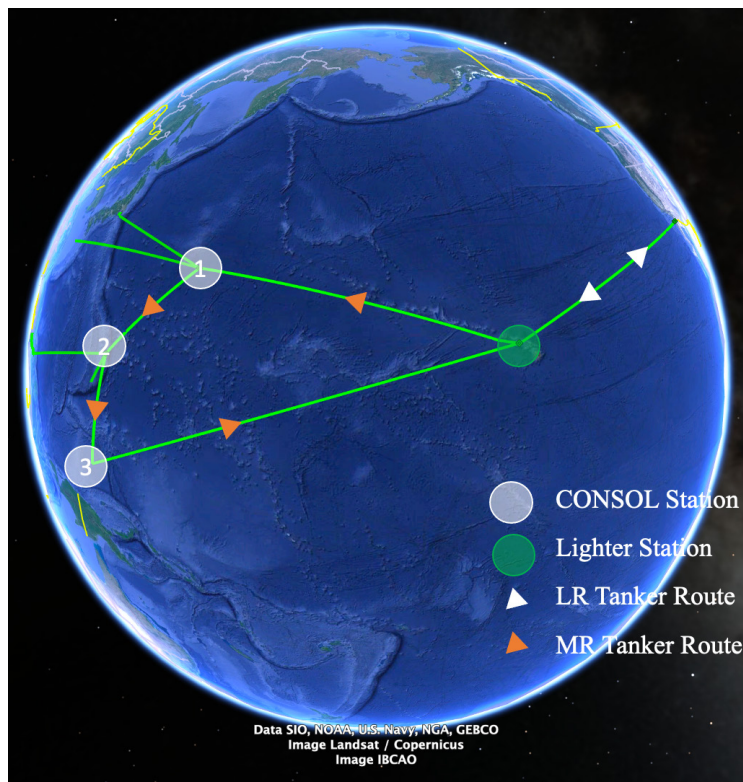 1
2
3
CONSOL Station
Lighter Station
LR Tanker Route
MR Tanker Route
Data SIO, NOAA, U.S. Navy, NGA, GEBCO
Image Landsat / Copernicus
Image IBCAO